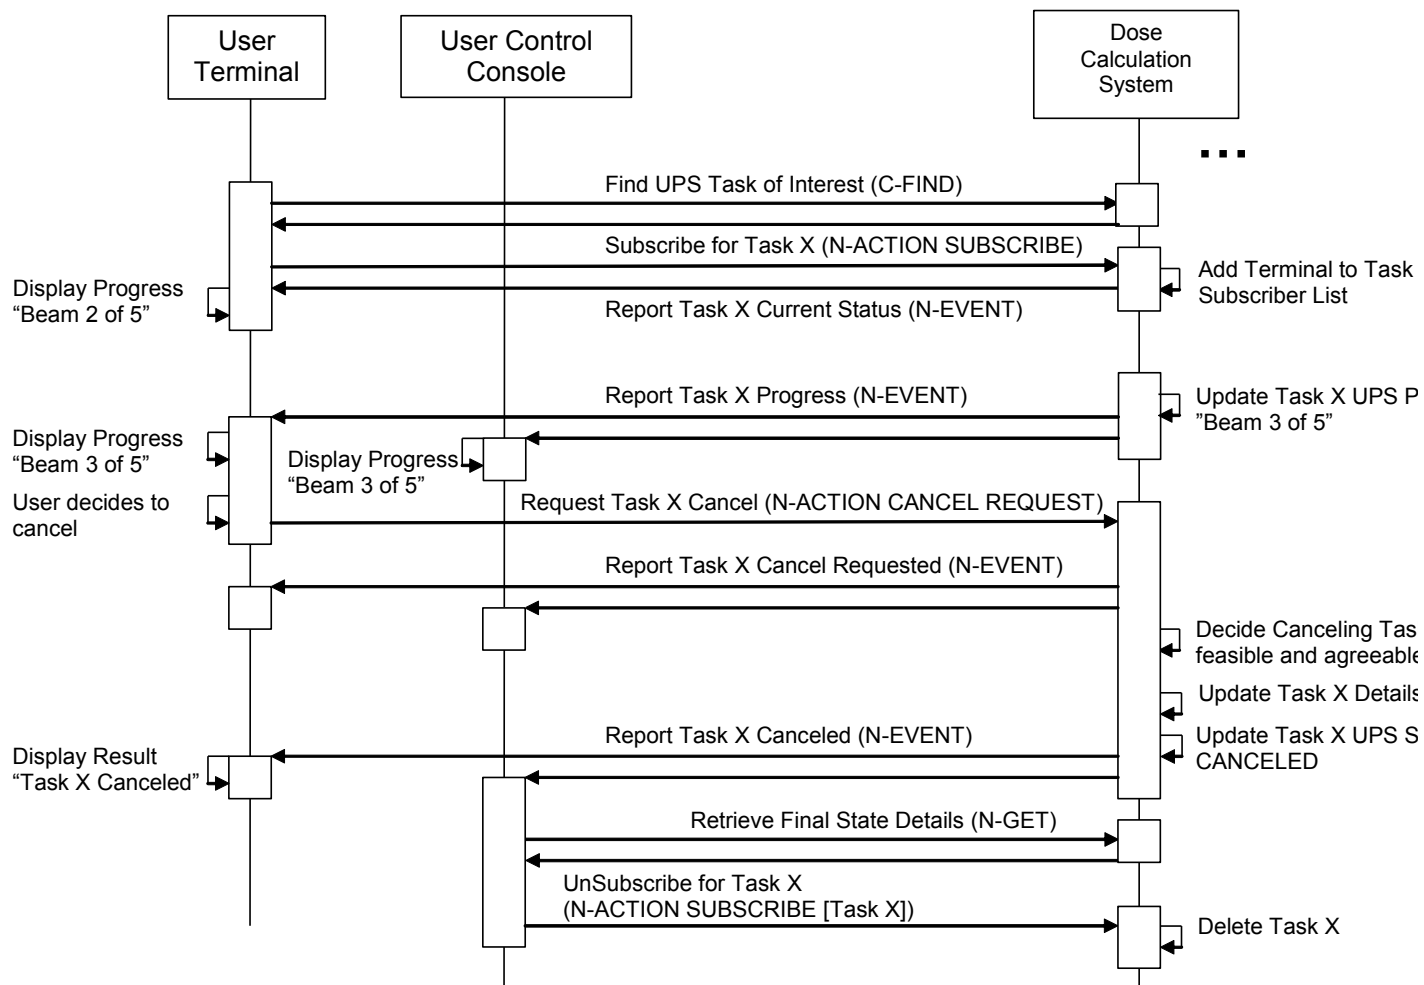 User
Terminal
User Control
Console
Dose
Calculation
System
...
Find UPS Task of Interest (C-FIND)
Subscribe for Task X (N-ACTION SUBSCRIBE)
Add Terminal to Task
Subscriber List
Display Progress
“Beam 2 of 5”
Report Task X Current Status (N-EVENT)
Report Task X Progress (N-EVENT)
Update Task X UPS P
”Beam 3 of 5”
Display Progress
“Beam 3 of 5”
Display Progress
“Beam 3 of 5”
User decides to
cancel
Request Task X Cancel (N-ACTION CANCEL REQUEST)
Report Task X Cancel Requested (N-EVENT)
Decide Canceling Tas
feasible and agreeable
Update Task X Details
Report Task X Canceled (N-EVENT)
Update Task X UPS S
CANCELED
Display Result
“Task X Canceled”
Retrieve Final State Details (N-GET)
UnSubscribe for Task X
(N-ACTION SUBSCRIBE [Task X])
Delete Task X